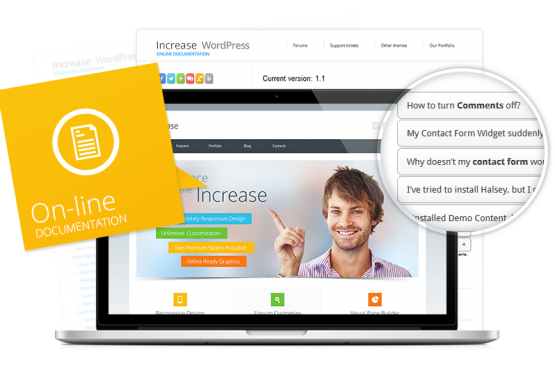 Increase WordPress
Increase WordPress
ONLINE DOCUMENTATION
Forums
Support tickets
Other themes
Our Portfolio
Current version: 1.1
How to turn Comments off?
My Contact Form Widget suddenly
Why doesn't my contact form wor
I've tried to install Halsey, but I
Installed Demo Content
On-line
DOCUMENTATION
Features
Portfolio
Blog
Contacts
Increase
Completely Responsive Design
Unlimited Customization
Two Premium Sliders Included
Retina Ready Graphics
Responsive Design
Easy to Customize
Visual Page Builder